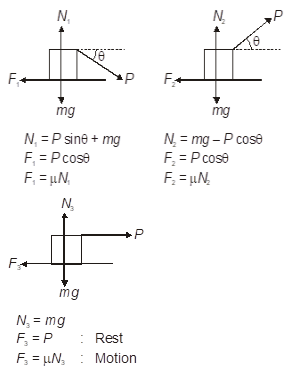 N₁ N₂ P
θ θ
F₁ P F₂
mg mg
N₁ = P sinθ + mg N₂ = mg – P cosθ
F₁ = P cosθ F₂ = P cosθ
F₁ = μN₁ F₂ = μN₂
N₃
P
F₃
mg
N₃ = mg
F₃ = P : Rest
F₃ = μN₃ : Motion